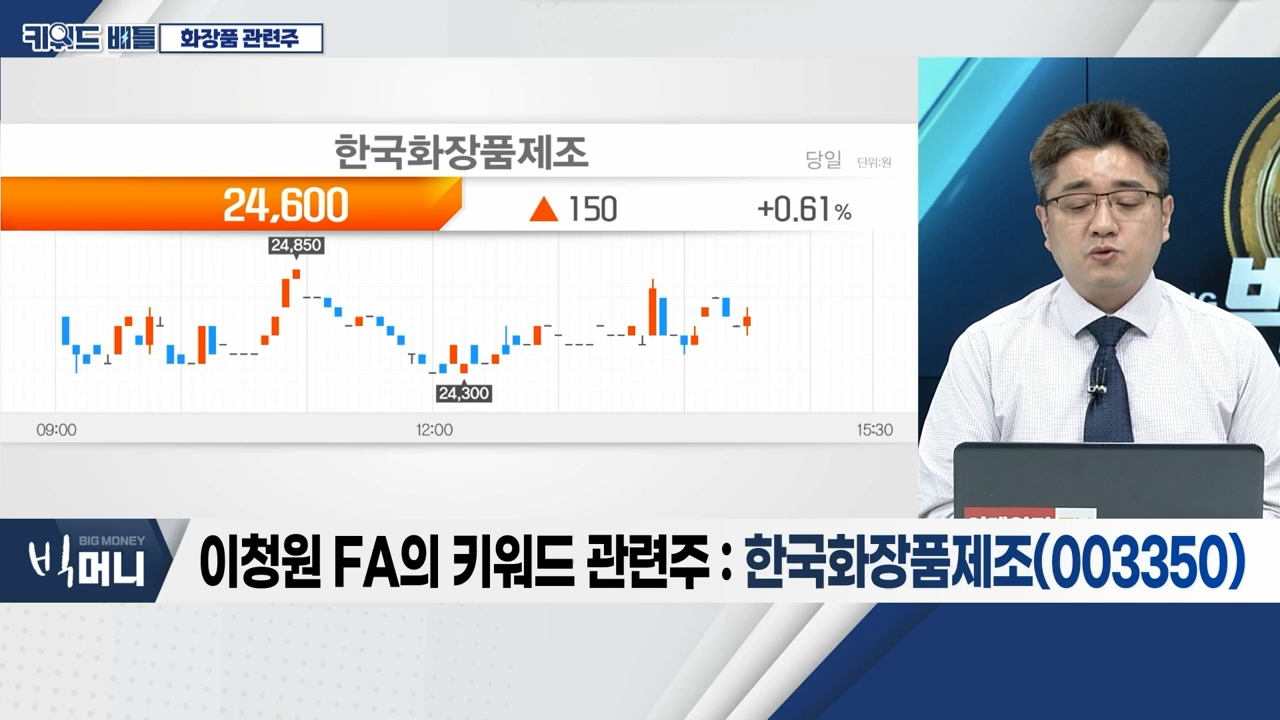 키워드 배틀 화장품 관련주
한국화장품제조
당일 단위:원
24,600 ▲ 150 +0.61%
24,850
24,300
09:00 12:00 15:30
BIG MONEY
빅머니
이청원 FA의 키워드 관련주 : 한국화장품제조(003350)